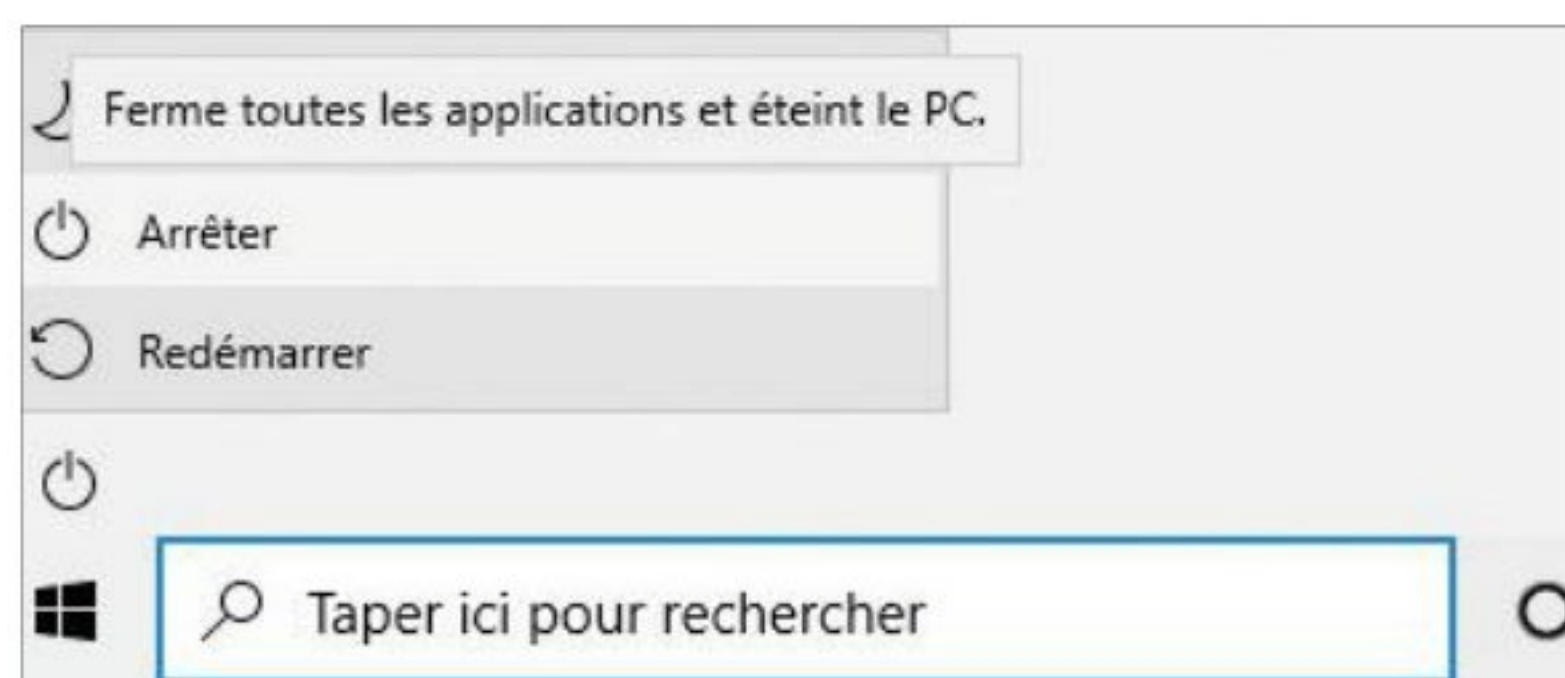 Ferme toutes les applications et éteint le PC.
Arrêter
Redémarrer
Taper ici pour rechercher